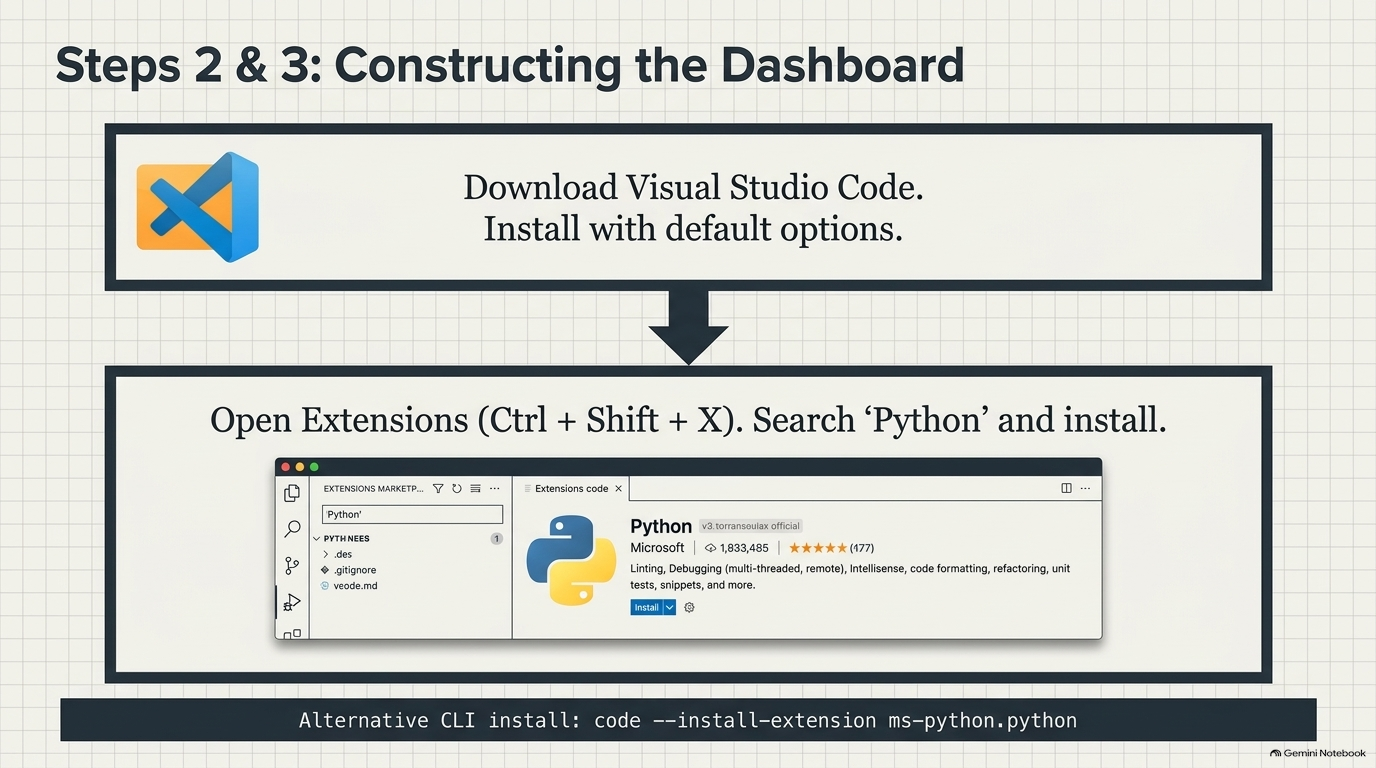 Steps 2 & 3: Constructing the Dashboard
Download Visual Studio Code.
Install with default options.
Open Extensions (Ctrl + Shift + X). Search ‘Python’ and install.
EXTENSIONS MARKETP...
'Python'
PYTH NEES 1
.des
.gitignore
veode.md
Extensions code
Python v3.torranseulax official
Microsoft 1,833,485 (177)
Linting, Debugging (multi-threaded, remote), Intellisense, code formatting, refactoring, unit
tests, snippets, and more.
Install
Alternative CLI install: code --install-extension ms-python.python
Gemini Notebook